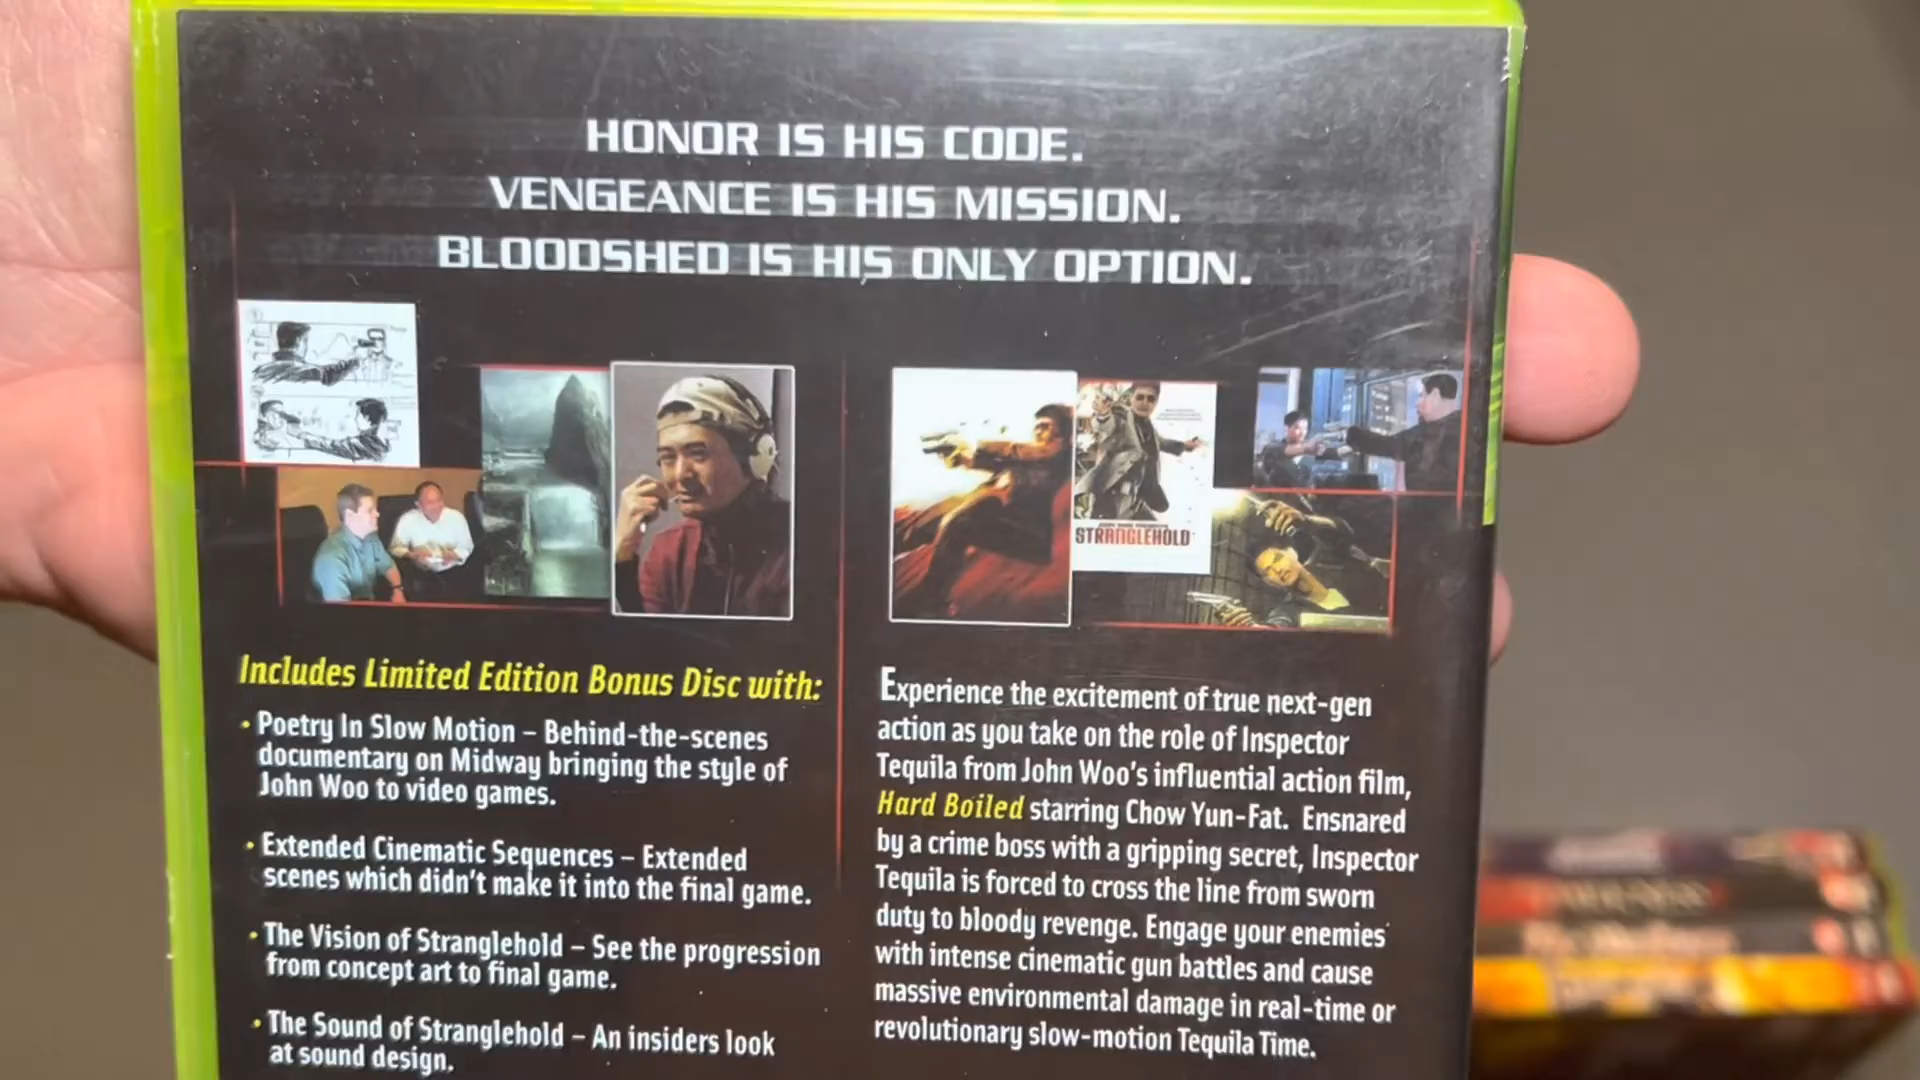 HONOR IS HIS CODE.
VENGEANCE IS HIS MISSION.
BLOODSHED IS HIS ONLY OPTION.
STRANGLEHOLD
Includes Limited Edition Bonus Disc with:
• Poetry In Slow Motion – Behind-the-scenes
documentary on Midway bringing the style of
John Woo to video games.
• Extended Cinematic Sequences – Extended
scenes which didn't make it into the final game.
• The Vision of Stranglehold – See the progression
from concept art to final game.
• The Sound of Stranglehold – An insiders look
at sound design.
Experience the excitement of true next-gen
action as you take on the role of Inspector
Tequila from John Woo's influential action film,
Hard Boiled starring Chow Yun-Fat. Ensnared
by a crime boss with a gripping secret, Inspector
Tequila is forced to cross the line from sworn
duty to bloody revenge. Engage your enemies
with intense cinematic gun battles and cause
massive environmental damage in real-time or
revolutionary slow-motion Tequila Time.